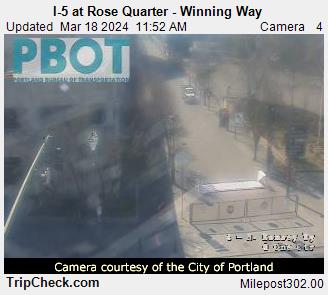 I-5 at Rose Quarter - Winning Way
Updated Mar 18 2024 11:52 AM Camera 4
PBOT
PORTLAND BUREAU OF TRANSPORTATION
Camera courtesy of the City of Portland
TripCheck.com Milepost302.00